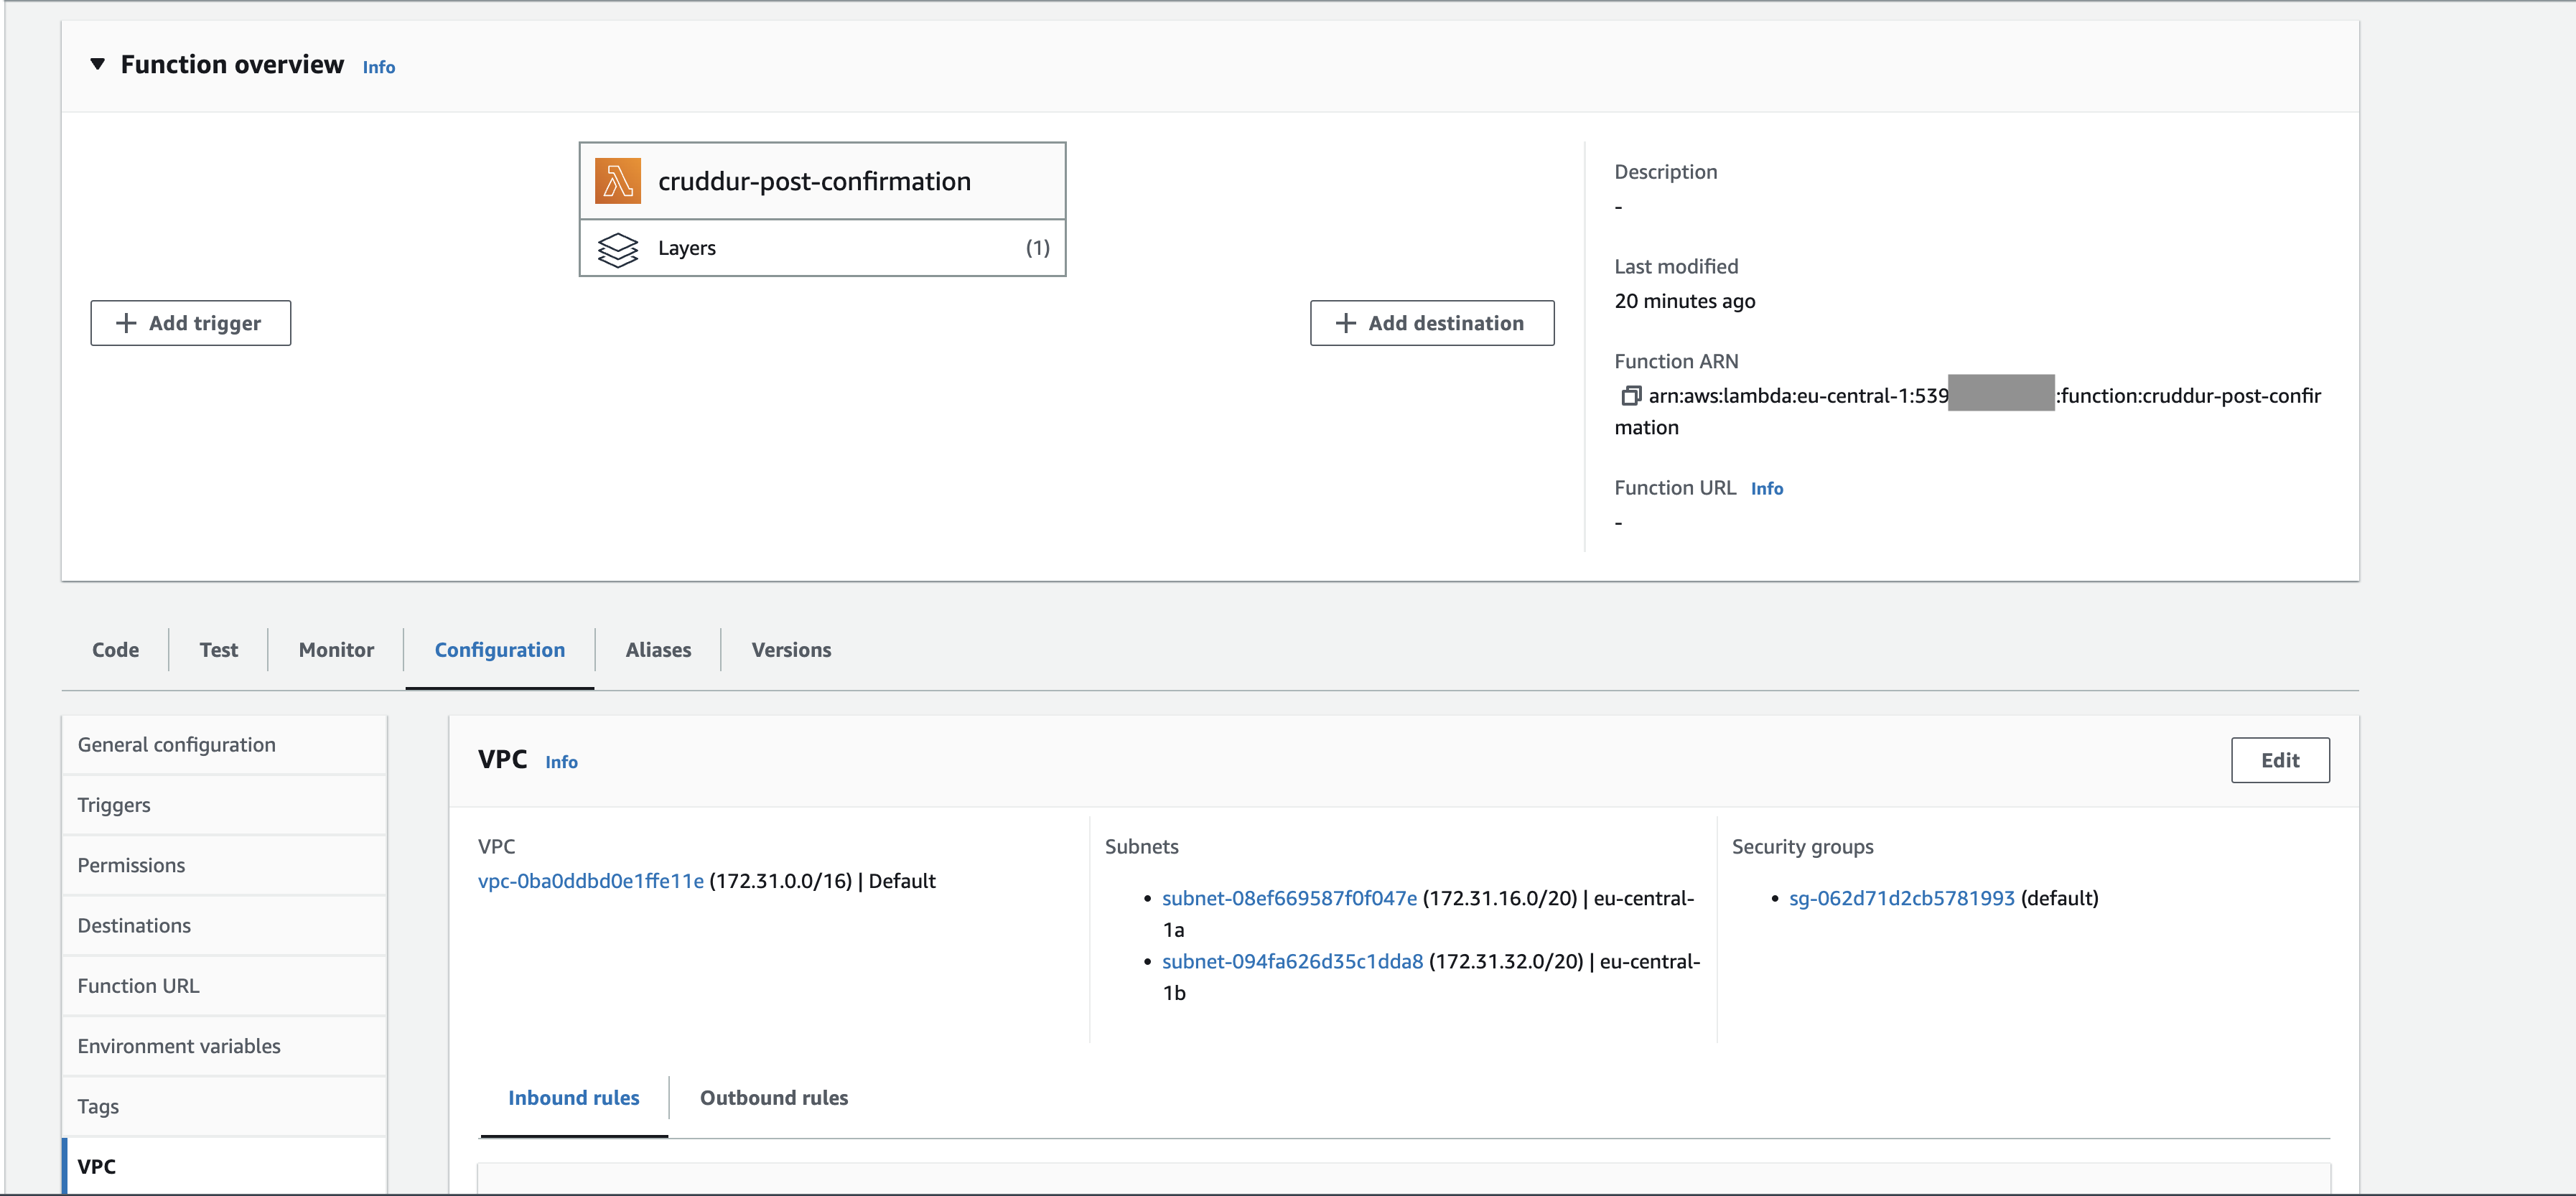 Function overview Info
cruddur-post-confirmation
Layers (1)
+ Add trigger
+ Add destination
Description
-
Last modified
20 minutes ago
Function ARN
arn:aws:lambda:eu-central-1:539 :function:cruddur-post-confir
mation
Function URL Info
-
Code Test Monitor Configuration Aliases Versions
General configuration
Triggers
Permissions
Destinations
Function URL
Environment variables
Tags
VPC
VPC Info
Edit
VPC
vpc-0ba0ddbd0e1ffe11e (172.31.0.0/16) | Default
Subnets
• subnet-08ef669587f0f047e (172.31.16.0/20) | eu-central-
1a
• subnet-094fa626d35c1dda8 (172.31.32.0/20) | eu-central-
1b
Security groups
• sg-062d71d2cb5781993 (default)
Inbound rules Outbound rules